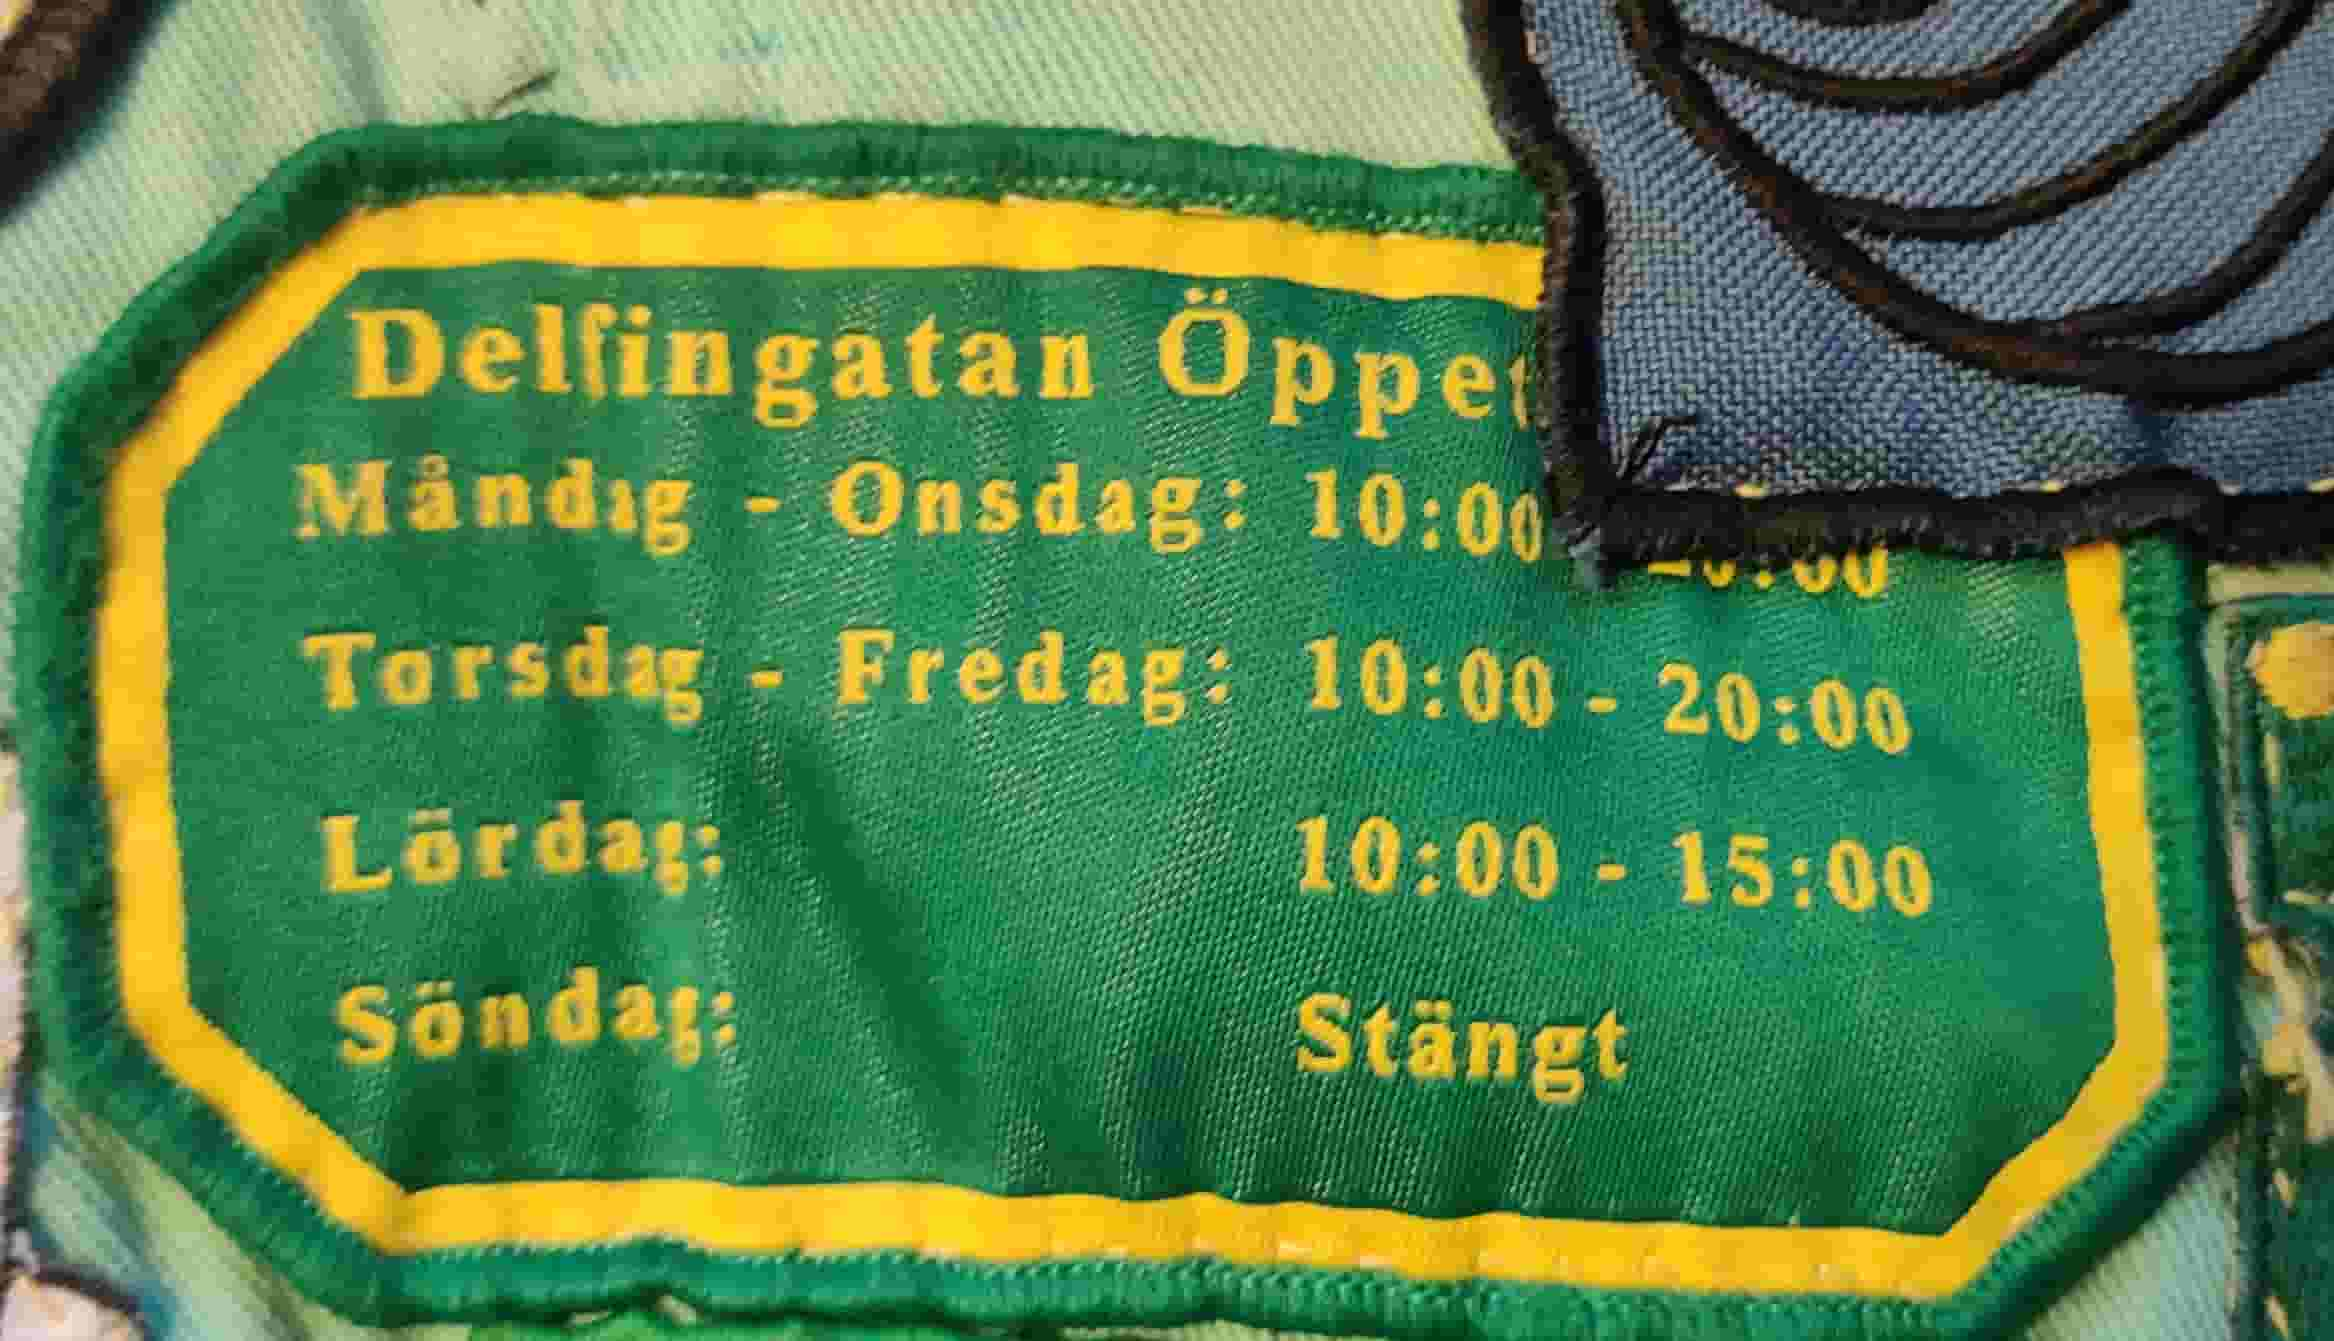 Delfingatan Öppet
Måndag - Onsdag: 10:00
Torsdag - Fredag: 10:00 - 20:00
Lördag: 10:00 - 15:00
Söndag: Stängt